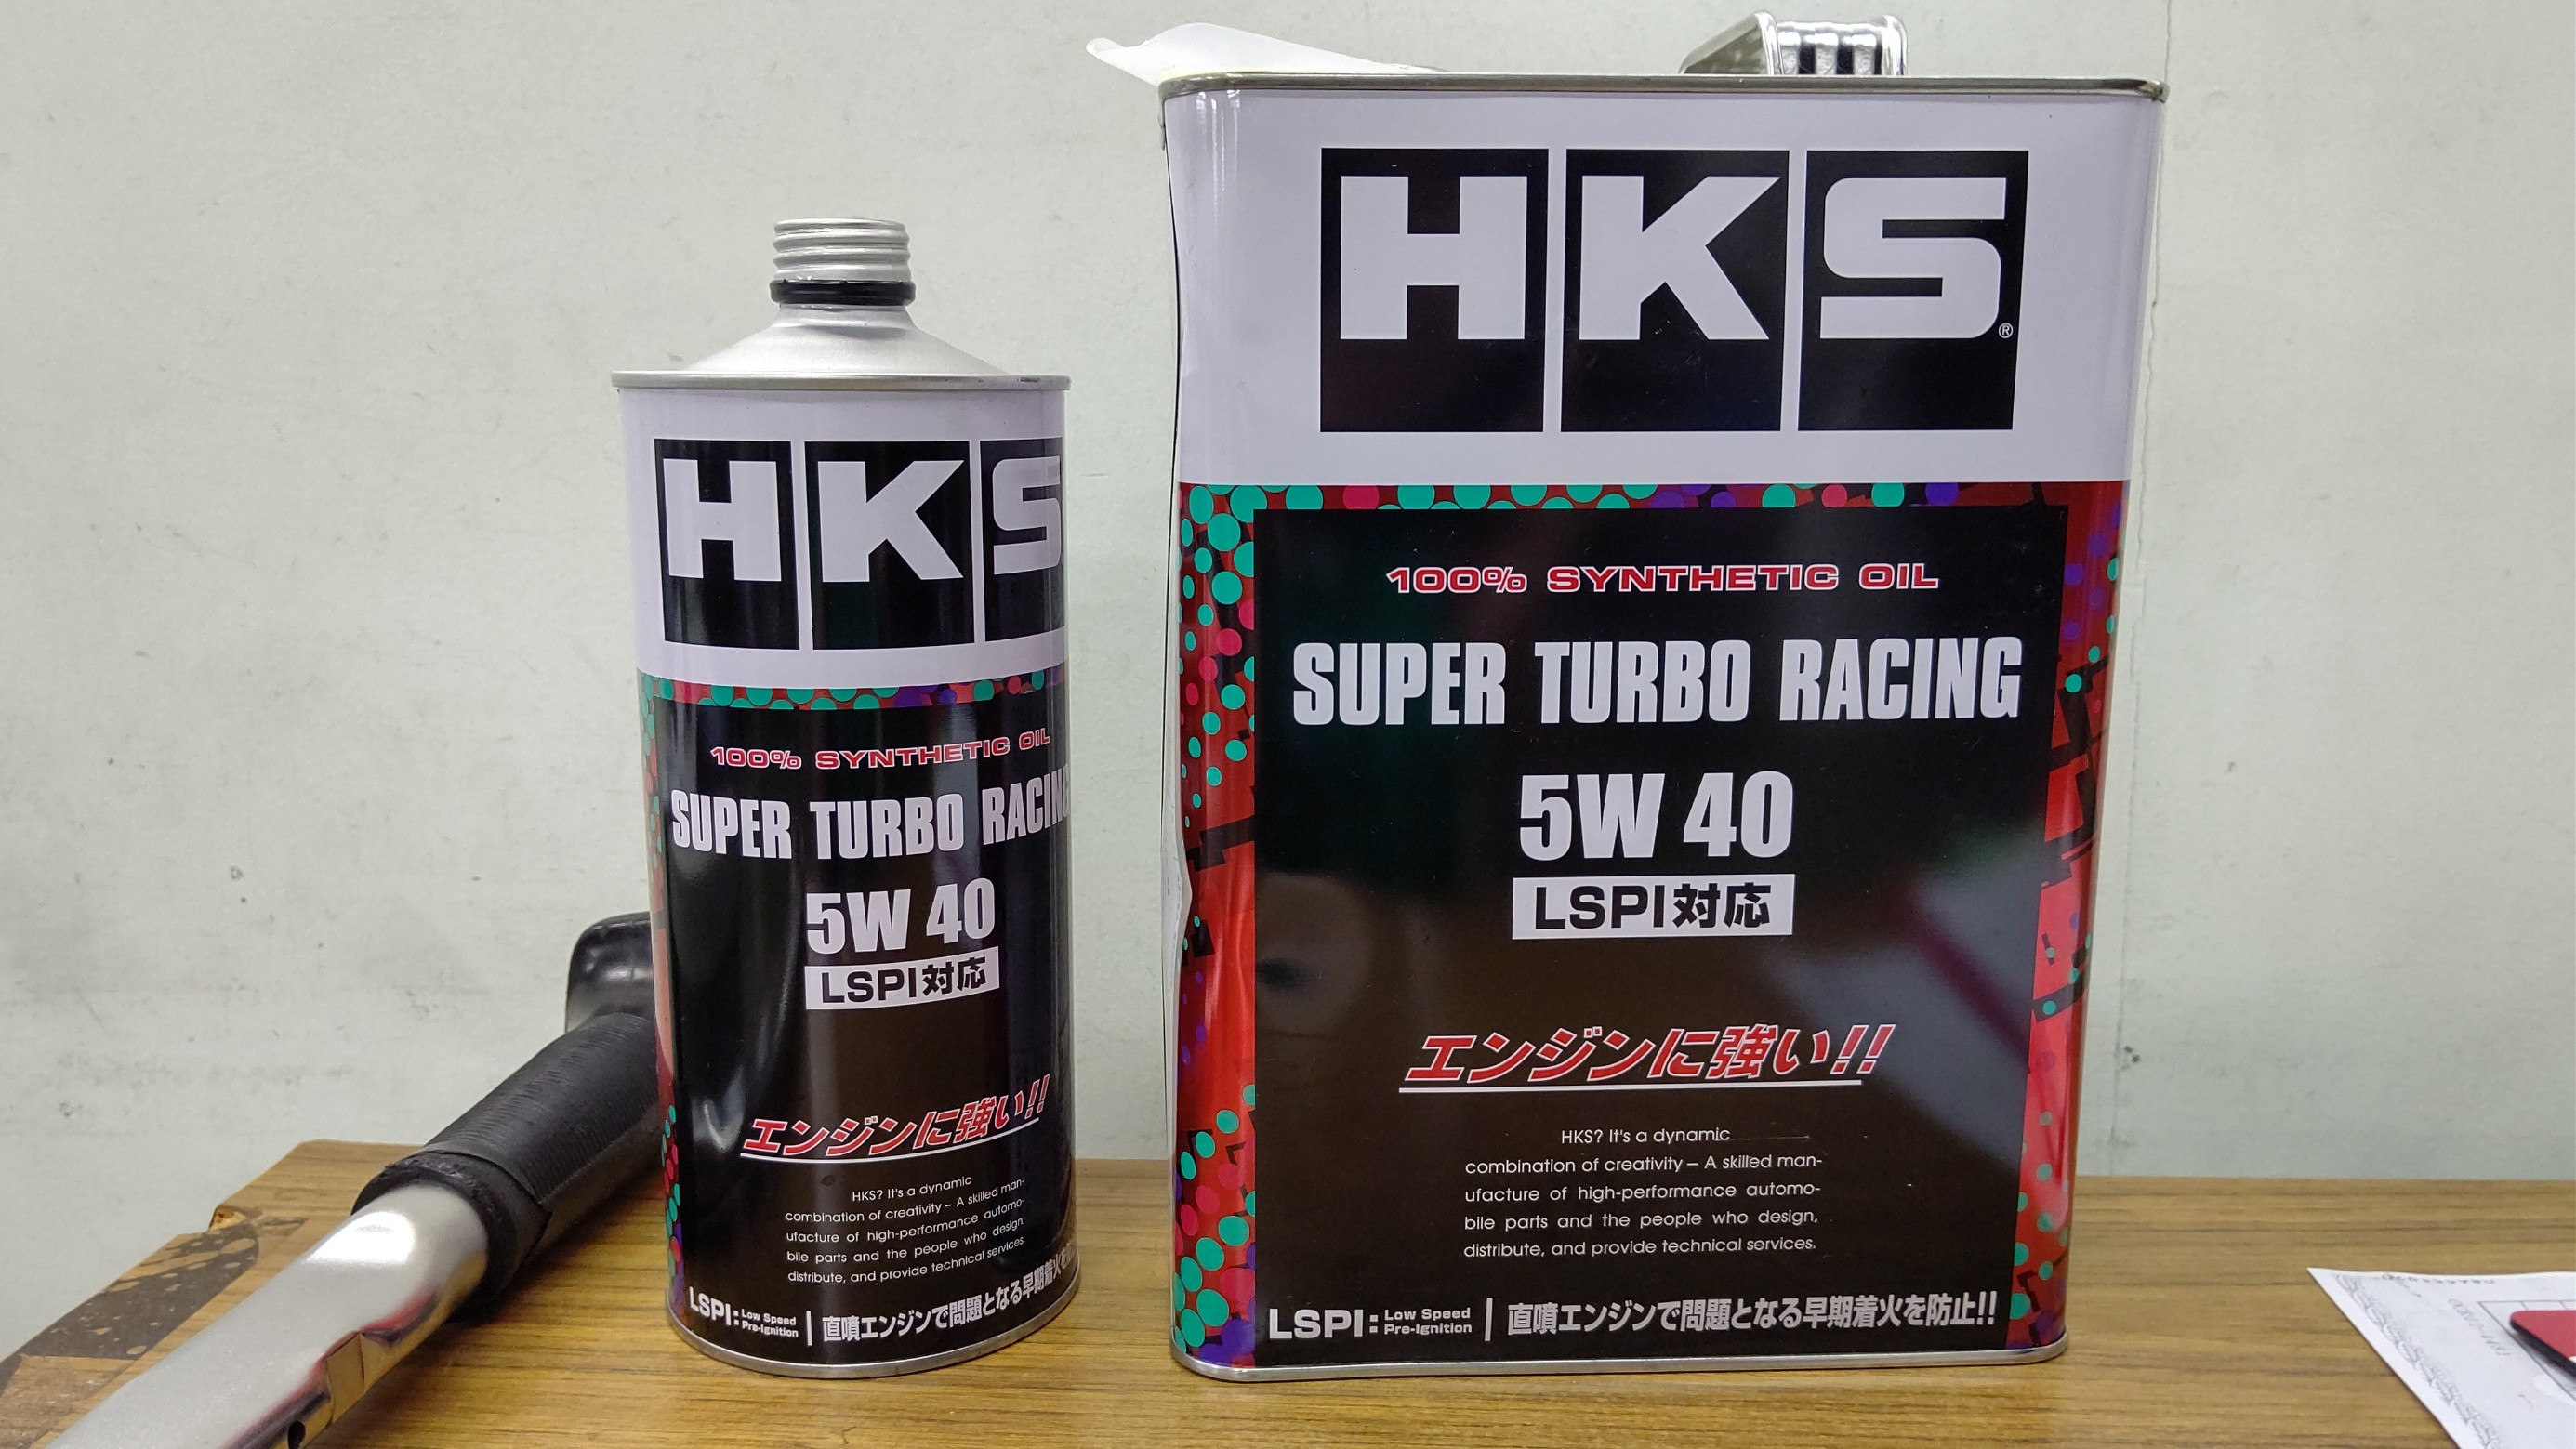 HKS
100% SYNTHETIC OIL
SUPER TURBO RACING
5W 40
LSPI対応
エンジンに強い!!
HKS? It's a dynamic
combination of creativity – A skilled man-
ufacture of high-performance automo-
bile parts and the people who design,
distribute, and provide technical services.
LSPI: Low Speed
Pre-Ignition
直噴エンジンで問題となる早期着火を
HKS®
100% SYNTHETIC OIL
SUPER TURBO RACING
5W 40
LSPI対応
エンジンに強い!!
HKS? It's a dynamic
combination of creativity – A skilled man-
ufacture of high-performance automo-
bile parts and the people who design,
distribute, and provide technical services.
LSPI: Low Speed
Pre-Ignition
直噴エンジンで問題となる早期着火を防止!!